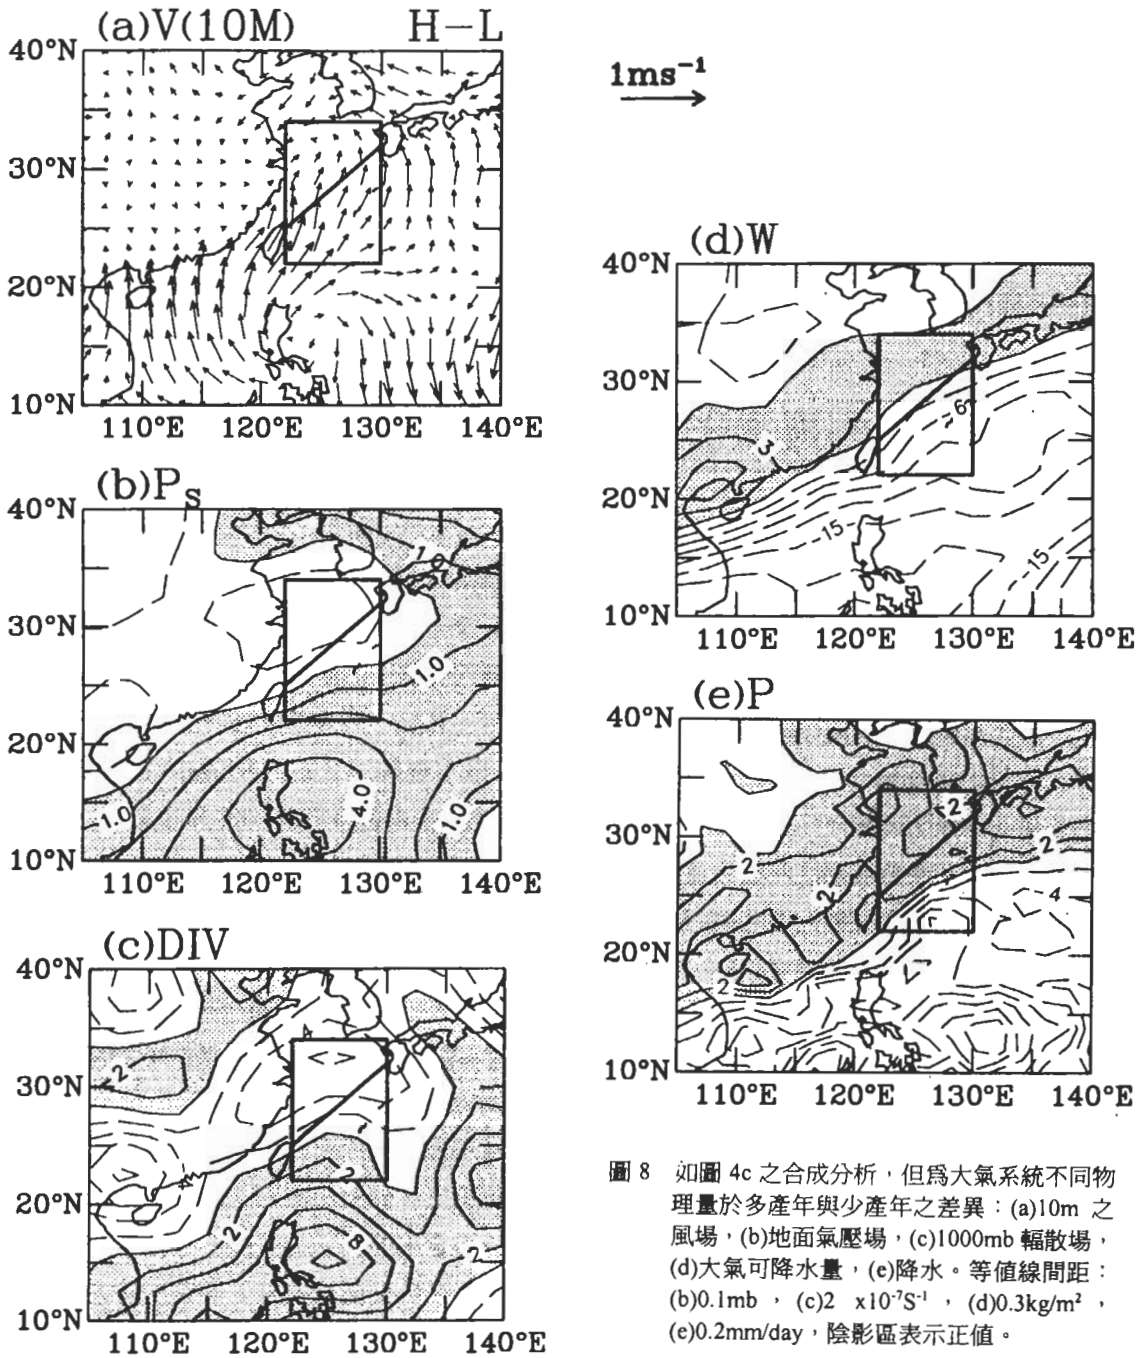 (a)V(10M) H-L
1ms⁻¹
40°N
30°N
20°N
10°N
110°E 120°E 130°E 140°E
(b)Pₛ
40°N
30°N
20°N
10°N
1
1.0
4.0
1.0
1.0
110°E 120°E 130°E 140°E
(c)DIV
40°N
30°N
20°N
10°N
2
2
2
8
2
110°E 120°E 130°E 140°E
(d)W
40°N
30°N
20°N
10°N
3
-6
-15
-15
110°E 120°E 130°E 140°E
(e)P
40°N
30°N
20°N
10°N
2
2
2
2
-4
2
110°E 120°E 130°E 140°E
圖 8 如圖 4c 之合成分析，但爲大氣系統不同物
理量於多產年與少產年之差異：(a)10m 之
風場，(b)地面氣壓場，(c)1000mb 輻散場，
(d)大氣可降水量，(e)降水。等値線間距：
(b)0.1mb ， (c)2 x10⁻⁷S⁻¹ ， (d)0.3kg/m² ，
(e)0.2mm/day，陰影區表示正値。